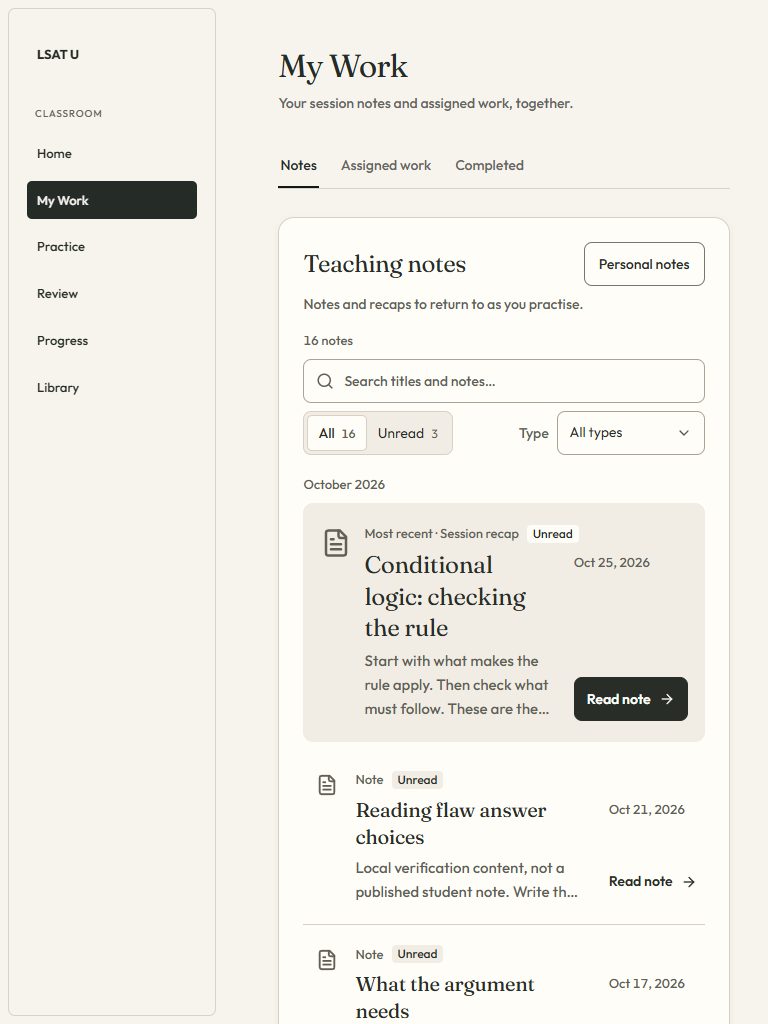 LSAT U
CLASSROOM
Home
My Work
Practice
Review
Progress
Library
My Work
Your session notes and assigned work, together.
Notes
Assigned work
Completed
Teaching notes
Personal notes
Notes and recaps to return to as you practise.
16 notes
Search titles and notes…
All 16
Unread 3
Type
All types
October 2026
Most recent · Session recap
Unread
Conditional
logic: checking
the rule
Oct 25, 2026
Start with what makes the
rule apply. Then check what
must follow. These are the…
Read note
Note
Unread
Reading flaw answer
choices
Oct 21, 2026
Local verification content, not a
published student note. Write th…
Read note
Note
Unread
What the argument
needs
Oct 17, 2026